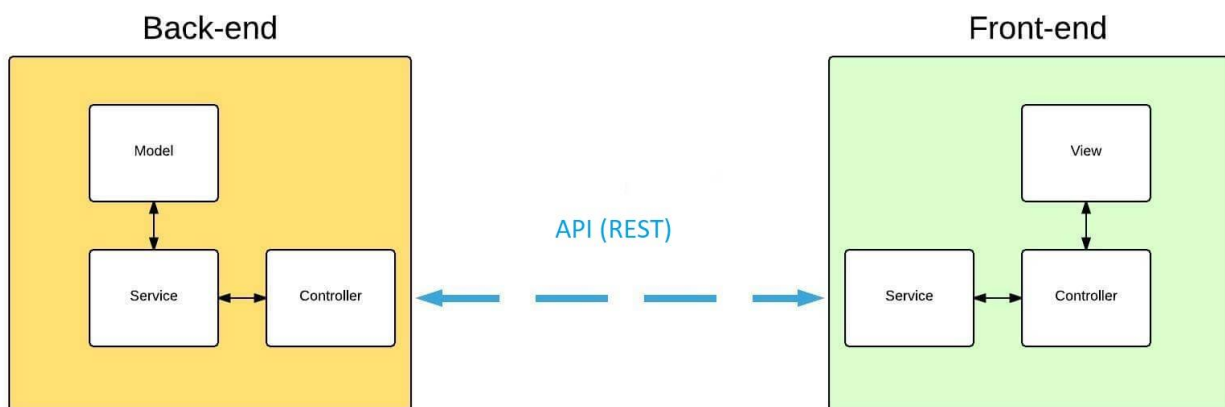 Back-end
Front-end
Model
View
API (REST)
Service
Controller
Service
Controller